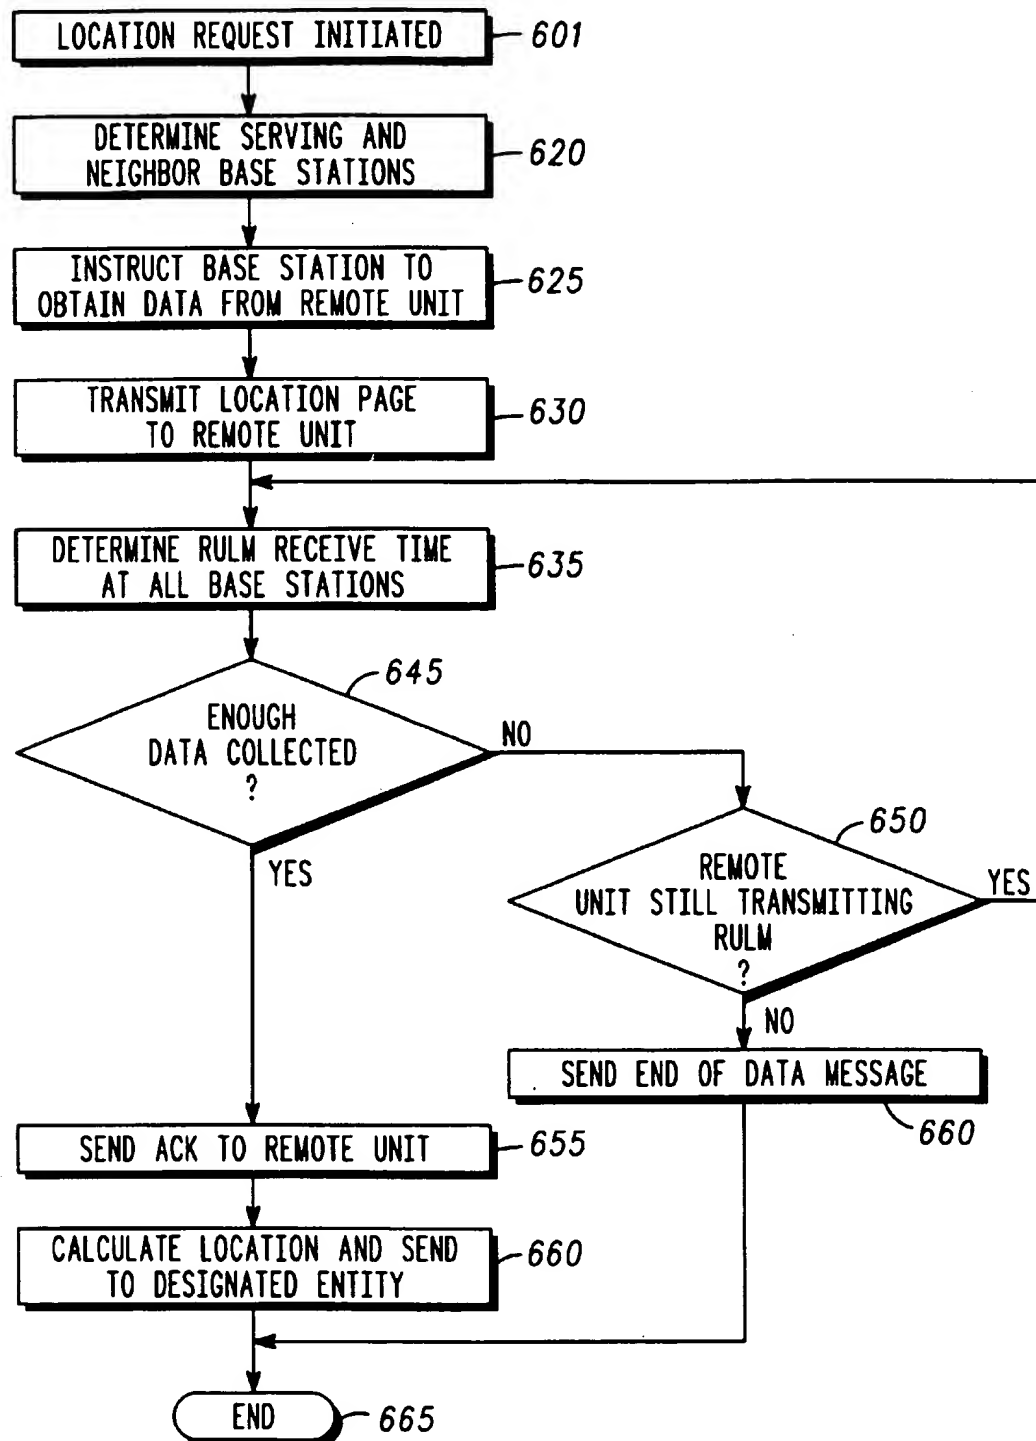 LOCATION REQUEST INITIATED
601
DETERMINE SERVING AND
NEIGHBOR BASE STATIONS
620
INSTRUCT BASE STATION TO
OBTAIN DATA FROM REMOTE UNIT
625
TRANSMIT LOCATION PAGE
TO REMOTE UNIT
630
DETERMINE RULM RECEIVE TIME
AT ALL BASE STATIONS
635
645
ENOUGH
DATA COLLECTED
?
NO
YES
650
REMOTE
UNIT STILL TRANSMITTING
RULM
?
YES
NO
SEND END OF DATA MESSAGE
660
SEND ACK TO REMOTE UNIT
655
CALCULATE LOCATION AND SEND
TO DESIGNATED ENTITY
660
END
665